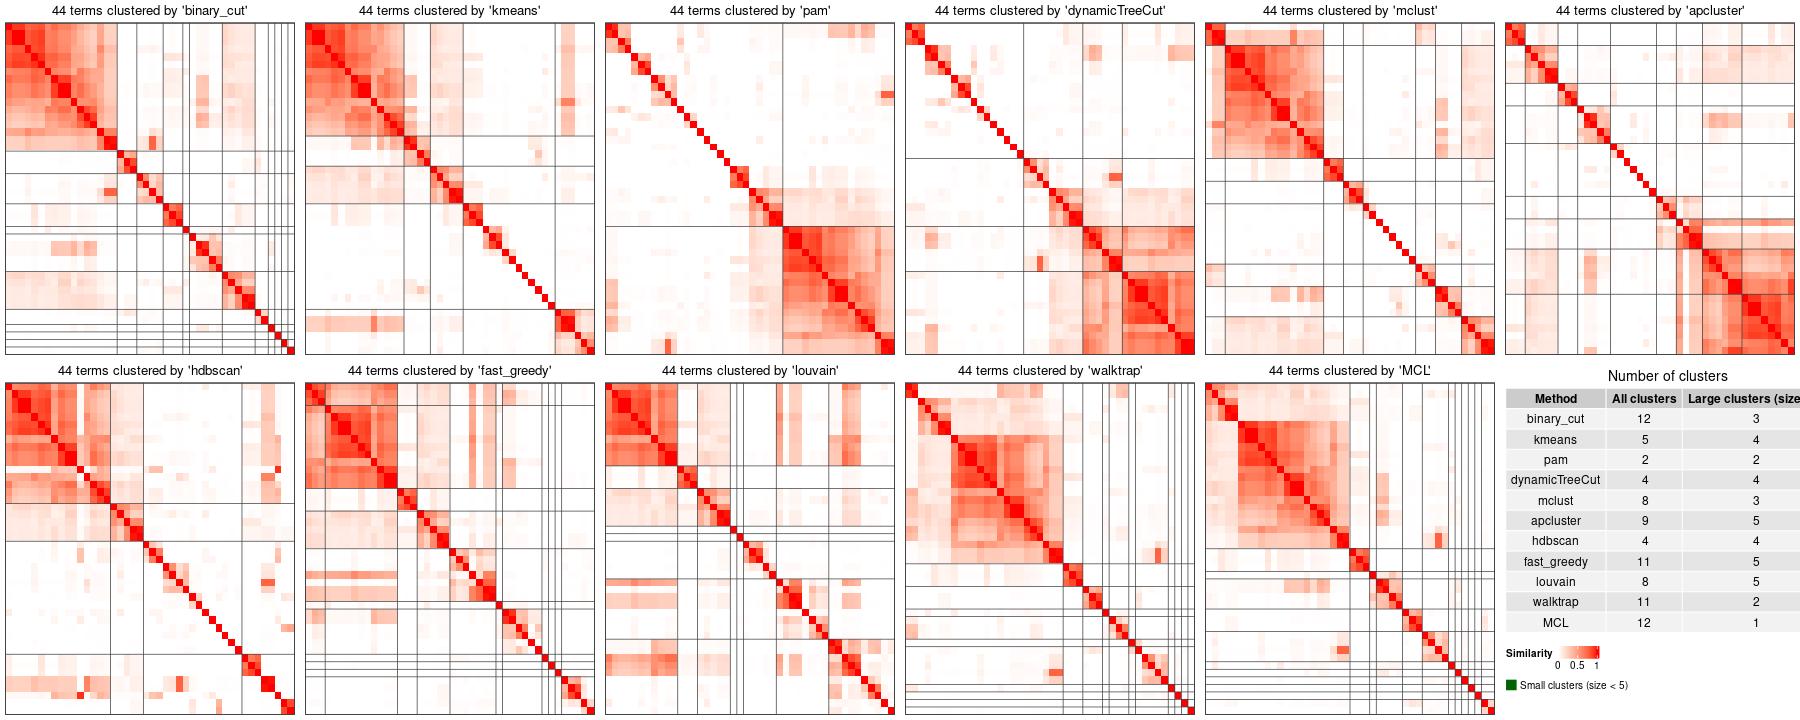 44 terms clustered by 'binary_cut'
44 terms clustered by 'kmeans'
44 terms clustered by 'pam'
44 terms clustered by 'dynamicTreeCut'
44 terms clustered by 'mclust'
44 terms clustered by 'apcluster'
44 terms clustered by 'hdbscan'
44 terms clustered by 'fast_greedy'
44 terms clustered by 'louvain'
44 terms clustered by 'walktrap'
44 terms clustered by 'MCL'
Number of clusters
Method All clusters Large clusters (size
binary_cut 12 3
kmeans 5 4
pam 2 2
dynamicTreeCut 4 4
mclust 8 3
apcluster 9 5
hdbscan 4 4
fast_greedy 11 5
louvain 8 5
walktrap 11 2
MCL 12 1
Similarity
0 0.5 1
Small clusters (size < 5)